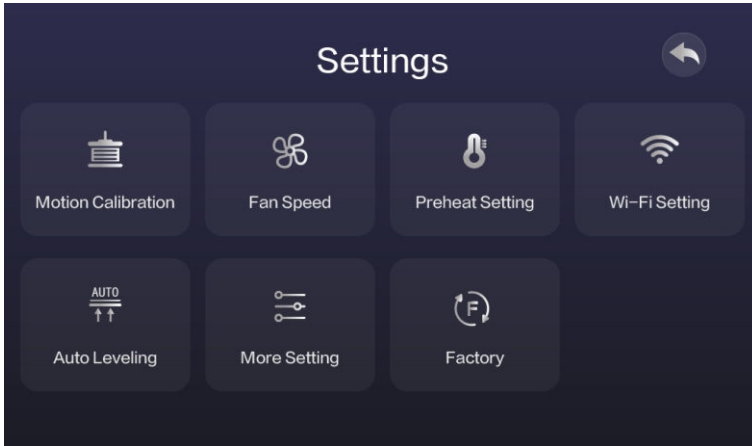 Settings
Motion Calibration
Fan Speed
Preheat Setting
Wi-Fi Setting
AUTO
Auto Leveling
More Setting
F
Factory